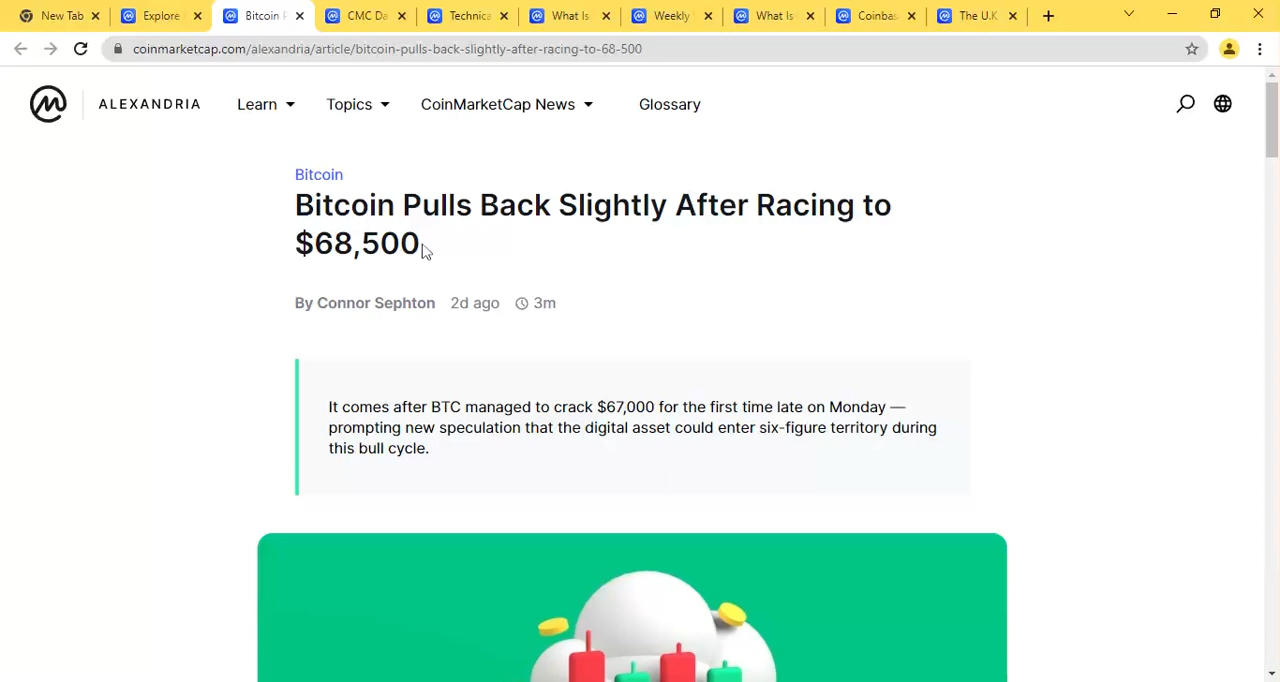 New Tab
Explore
Bitcoin P
CMC Da
Technica
What Is
Weekly
What Is
Coinbas
The U.K
coinmarketcap.com/alexandria/article/bitcoin-pulls-back-slightly-after-racing-to-68-500
ALEXANDRIA Learn Topics CoinMarketCap News Glossary
Bitcoin
Bitcoin Pulls Back Slightly After Racing to
$68,500
By Connor Sephton 2d ago 3m
It comes after BTC managed to crack $67,000 for the first time late on Monday —
prompting new speculation that the digital asset could enter six-figure territory during
this bull cycle.